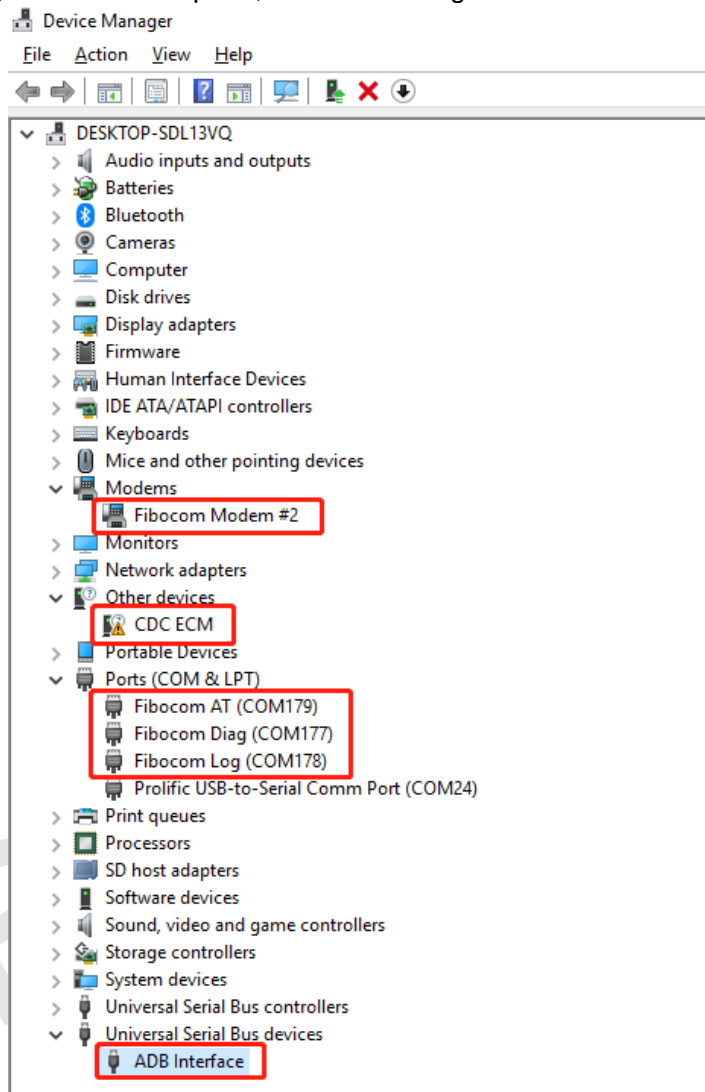 Device Manager
File Action View Help
DESKTOP-SDL13VQ
Audio inputs and outputs
Batteries
Bluetooth
Cameras
Computer
Disk drives
Display adapters
Firmware
Human Interface Devices
IDE ATA/ATAPI controllers
Keyboards
Mice and other pointing devices
Modems
Fibocom Modem #2
Monitors
Network adapters
Other devices
CDC ECM
Portable Devices
Ports (COM & LPT)
Fibocom AT (COM179)
Fibocom Diag (COM177)
Fibocom Log (COM178)
Prolific USB-to-Serial Comm Port (COM24)
Print queues
Processors
SD host adapters
Software devices
Sound, video and game controllers
Storage controllers
System devices
Universal Serial Bus controllers
Universal Serial Bus devices
ADB Interface